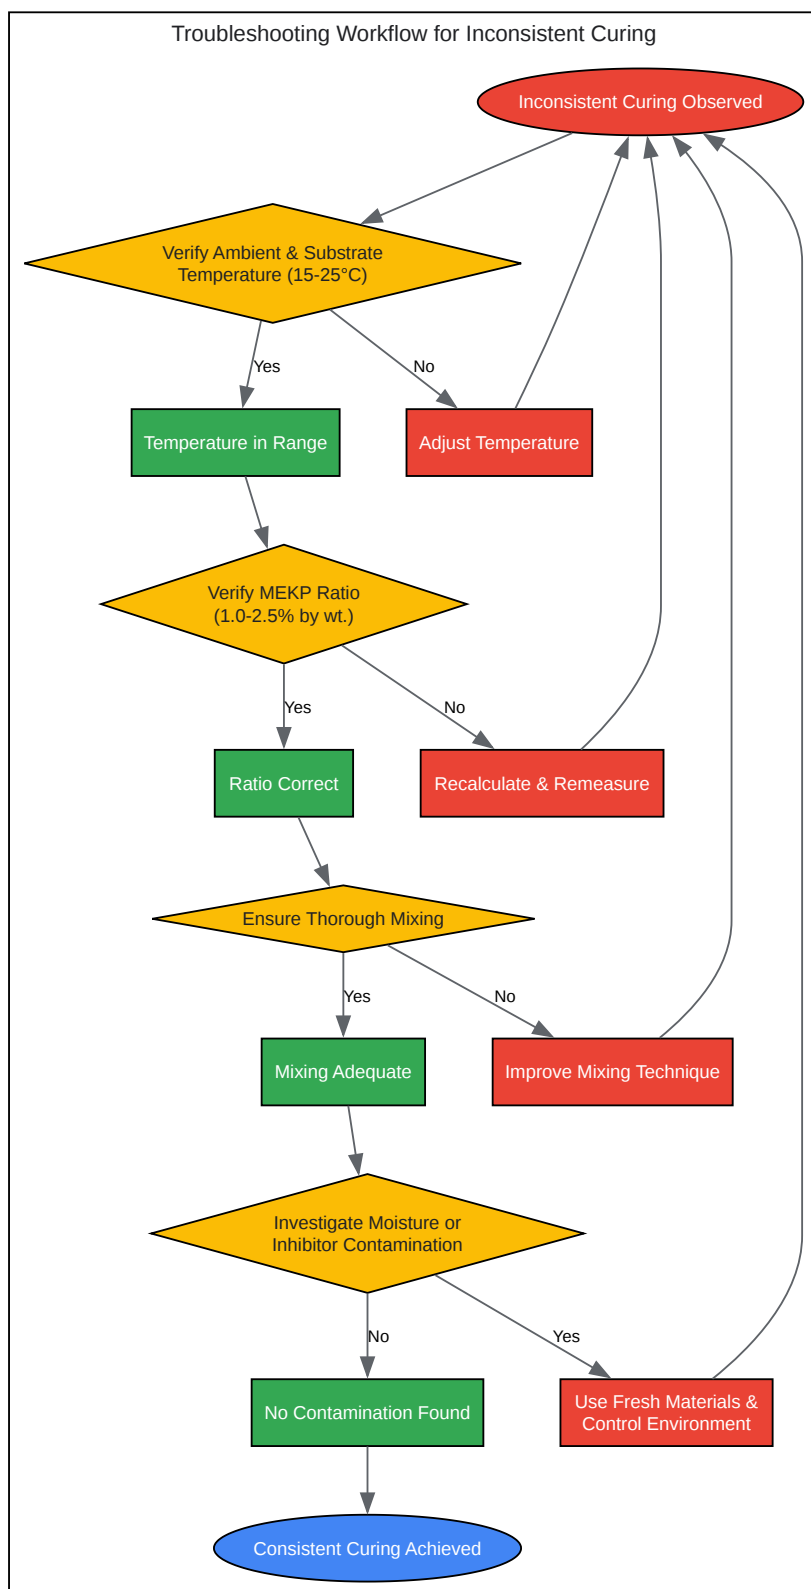 Troubleshooting Workflow for Inconsistent Curing
Inconsistent Curing Observed
Verify Ambient & Substrate
Temperature (15-25°C)
Yes
No
Temperature in Range
Adjust Temperature
Verify MEKP Ratio
(1.0-2.5% by wt.)
Yes
No
Ratio Correct
Recalculate & Remeasure
Ensure Thorough Mixing
Yes
No
Mixing Adequate
Improve Mixing Technique
Investigate Moisture or
Inhibitor Contamination
No
Yes
No Contamination Found
Use Fresh Materials &
Control Environment
Consistent Curing Achieved